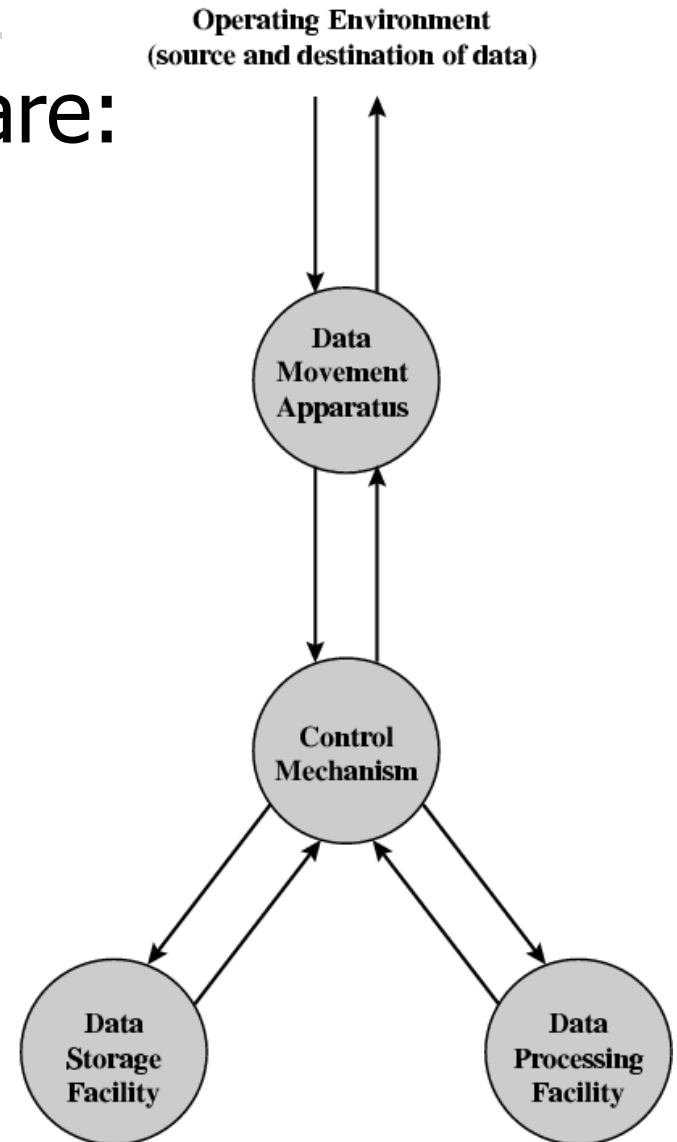 Operating Environment
(source and destination of data)
are:
Data
Movement
Apparatus
Control
Mechanism
Data
Storage
Facility
Data
Processing
Facility